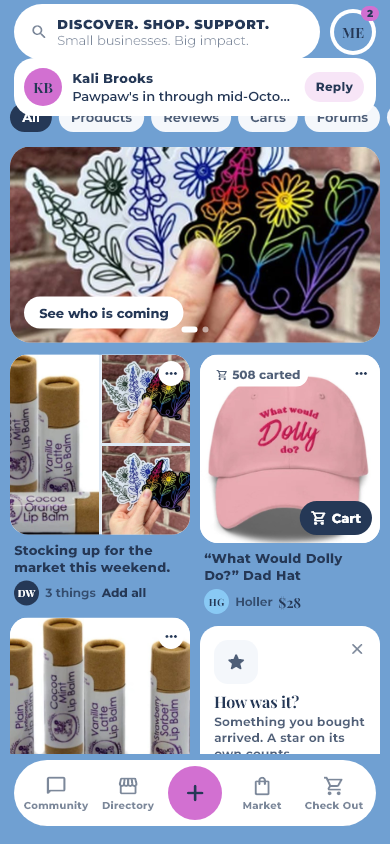 DISCOVER. SHOP. SUPPORT.
Small businesses. Big impact.
ME
2
KB
Kali Brooks
Pawpaw's in through mid-Octo...
Reply
All
Products
Reviews
Carts
Forums
See who is coming
Mint
Lip Balm
Vanilla
Latte
Lip Balm
Cocoa
Orange
Lip Balm
508 carted
What would
Dolly
do?
Cart
Stocking up for the
market this weekend.
DW
3 things
Add all
“What Would Dolly
Do?” Dad Hat
HG
Holler
$28
Plain
Lip Balm
Cocoa
Mint
Lip Balm
Vanilla
Latte
Lip Balm
Strawberry
Sorbet
Lip Balm
How was it?
Something you bought
arrived. A star on its
own counts.
Community
Directory
Market
Check Out